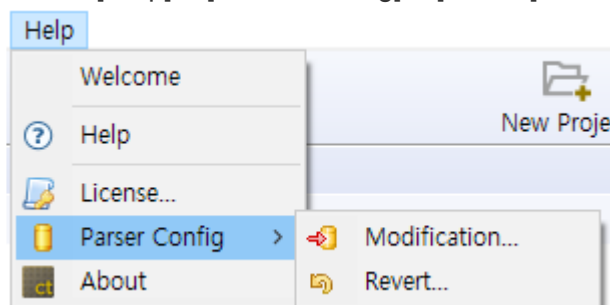 Help
Welcome
New Proje
Help
License...
Parser Config >
Modification...
About
Revert...